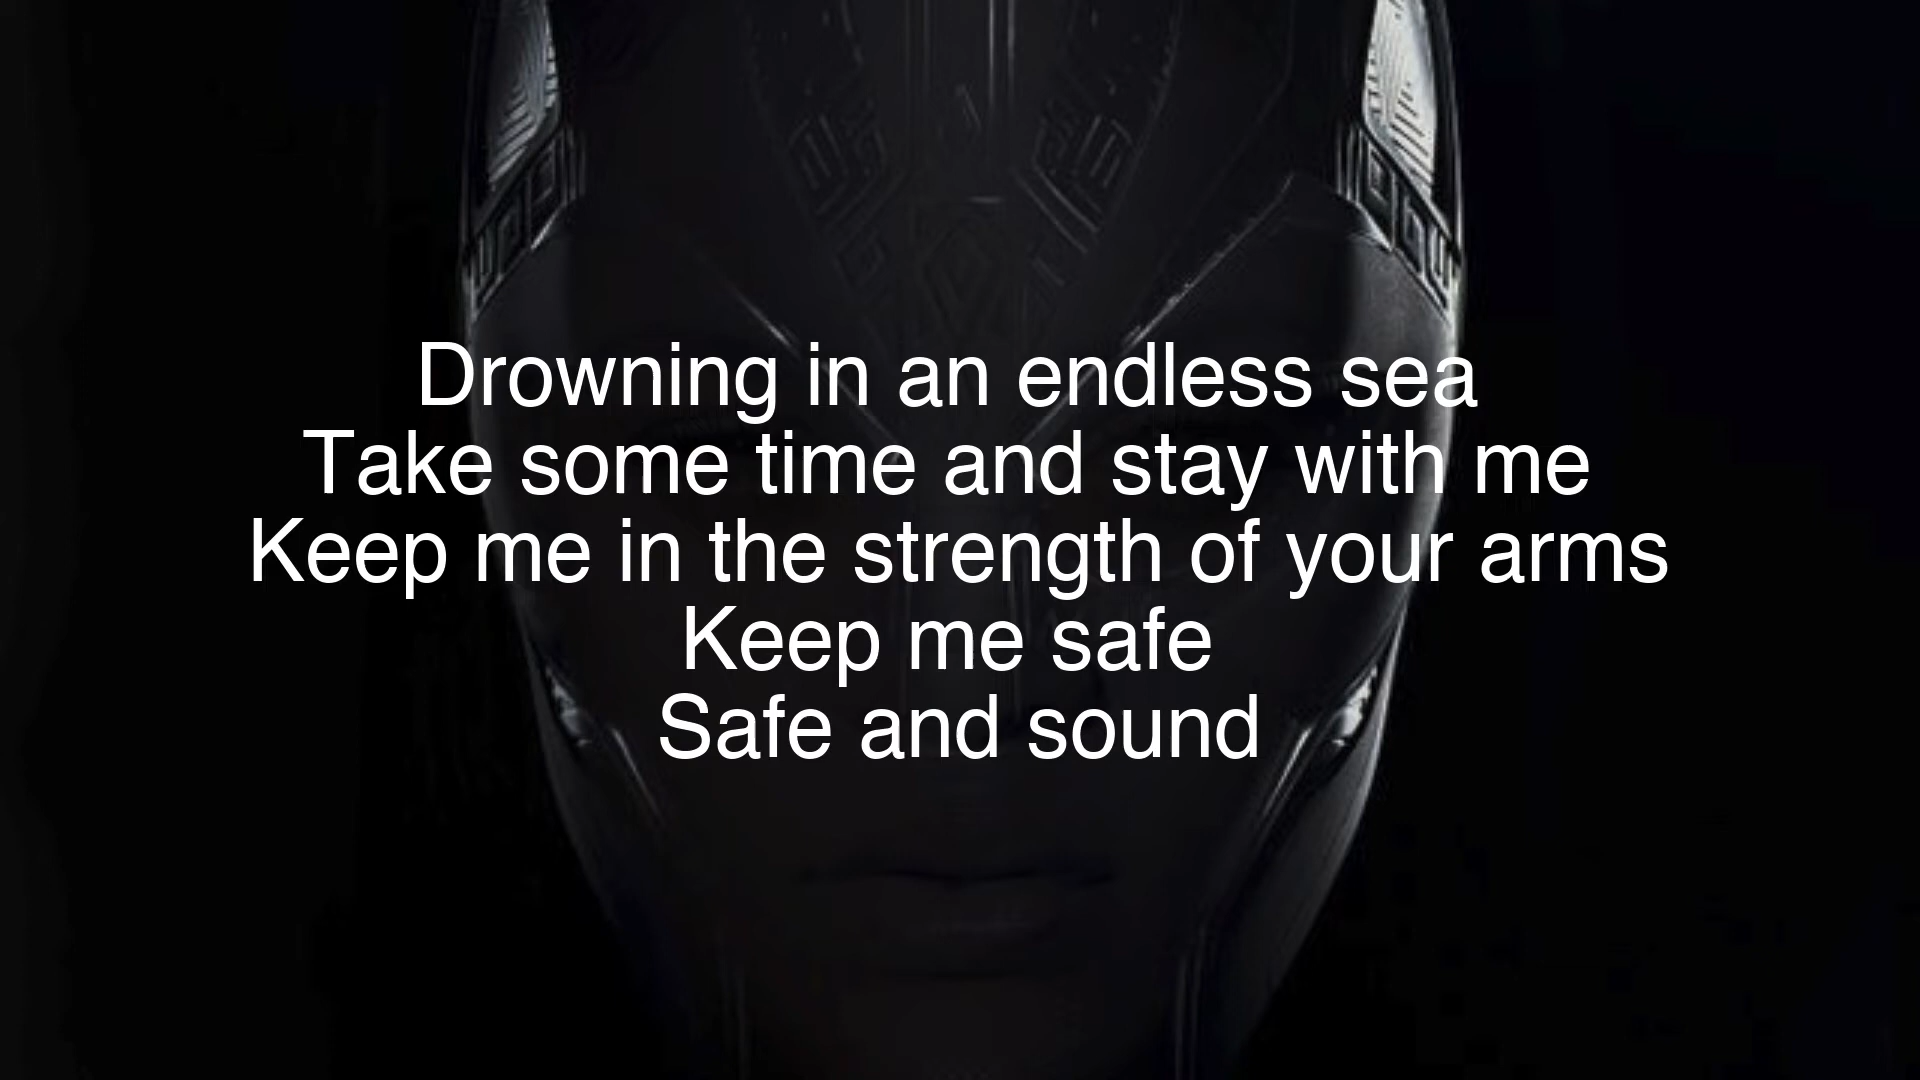 Drowning in an endless sea
Take some time and stay with me
Keep me in the strength of your arms
Keep me safe
Safe and sound